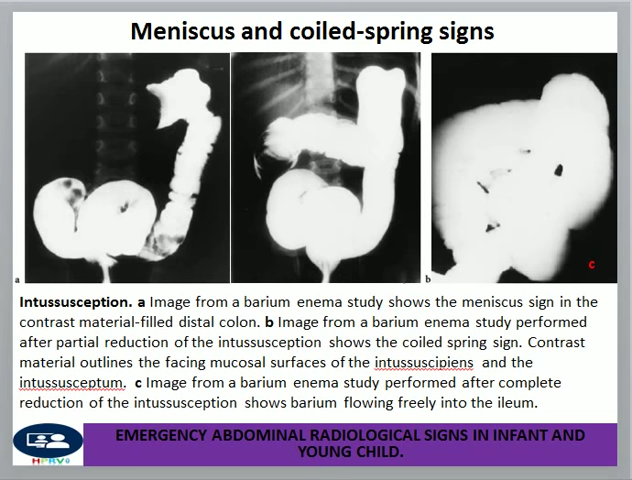 Meniscus and coiled-spring signs
a
b
c
Intussusception. a Image from a barium enema study shows the meniscus sign in the
contrast material-filled distal colon. b Image from a barium enema study performed
after partial reduction of the intussusception shows the coiled spring sign. Contrast
material outlines the facing mucosal surfaces of the intussuscipiens and the
intussusceptum. c Image from a barium enema study performed after complete
reduction of the intussusception shows barium flowing freely into the ileum.
EMERGENCY ABDOMINAL RADIOLOGICAL SIGNS IN INFANT AND
YOUNG CHILD.